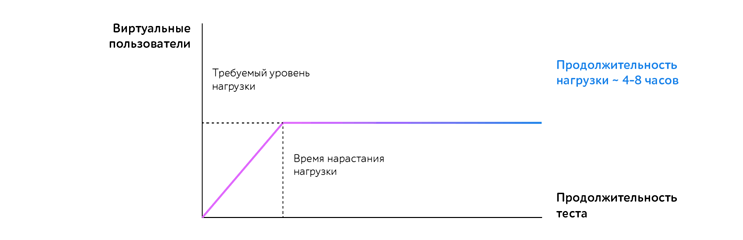 Виртуальные
пользователи
Требуемый уровень
нагрузки
Продолжительность
нагрузки ~ 4-8 часов
Время нарастания
нагрузки
Продолжительность
теста